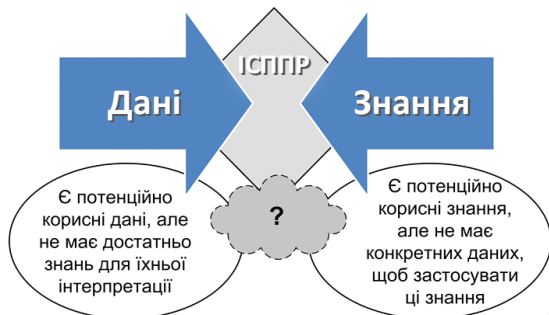 ІСППР
Дані
Знання
Є потенційно
корисні дані, але
не має достатньо
знань для їхньої
інтерпретації
?
Є потенційно
корисні знання,
але не має
конкретних даних,
щоб застосувати
ці знання